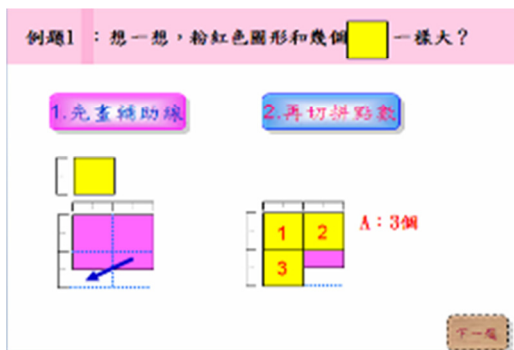 例題1：想一想，粉紅色圖形和幾個一樣大？
1.先畫輔助線
2.再切拼點數
1 2
A：3個
3
下一題